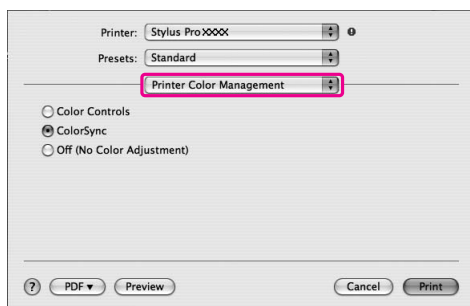 Printer: Stylus Pro XXXX
Presets: Standard
Printer Color Management
Color Controls
ColorSync
Off (No Color Adjustment)
? PDF ▼ Preview Cancel Print